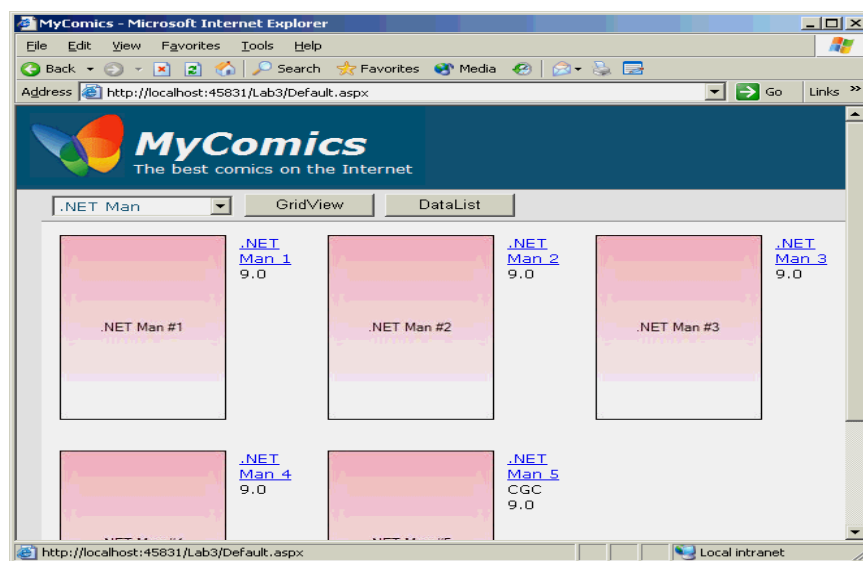 MyComics - Microsoft Internet Explorer
File Edit View Favorites Tools Help
Back Search Favorites Media
Address http://localhost:45831/Lab3/Default.aspx Go Links »
MyComics
The best comics on the Internet
.NET Man GridView DataList
.NET Man #1
.NET
Man 1
9.0
.NET Man #2
.NET
Man 2
9.0
.NET Man #3
.NET
Man 3
9.0
.NET
Man 4
9.0
.NET
Man 5
CGC
9.0
http://localhost:45831/Lab3/Default.aspx Local intranet